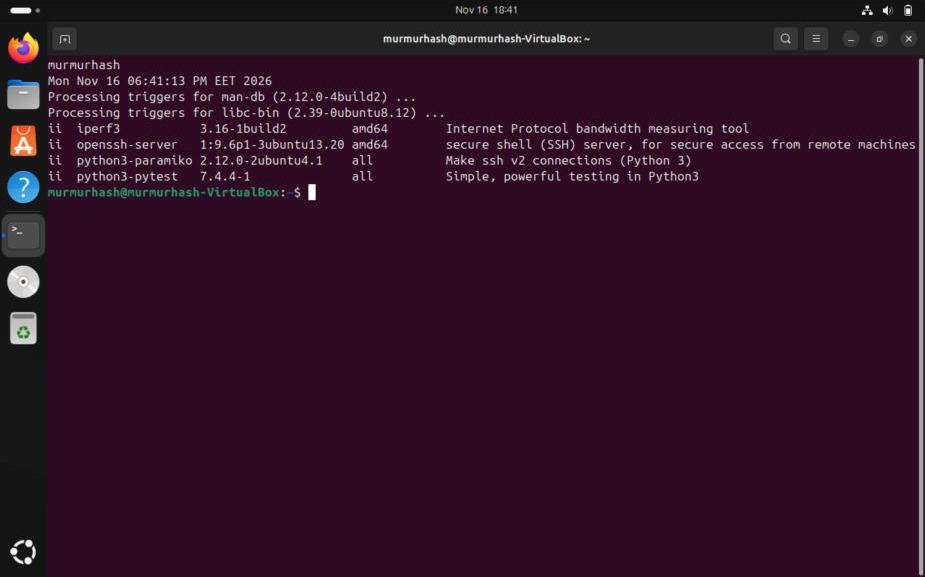 Nov 16 18:41
murmurhash@murmurhash-VirtualBox: ~
murmurhash
Mon Nov 16 06:41:13 PM EET 2026
Processing triggers for man-db (2.12.0-4build2) ...
Processing triggers for libc-bin (2.39-0ubuntu8.12) ...
ii  iperf3           3.16-1build2         amd64        Internet Protocol bandwidth measuring tool
ii  openssh-server   1:9.6p1-3ubuntu13.20 amd64        secure shell (SSH) server, for secure access from remote machines
ii  python3-paramiko 2.12.0-2ubuntu4.1    all          Make ssh v2 connections (Python 3)
ii  python3-pytest   7.4.4-1              all          Simple, powerful testing in Python3
murmurhash@murmurhash-VirtualBox:~$